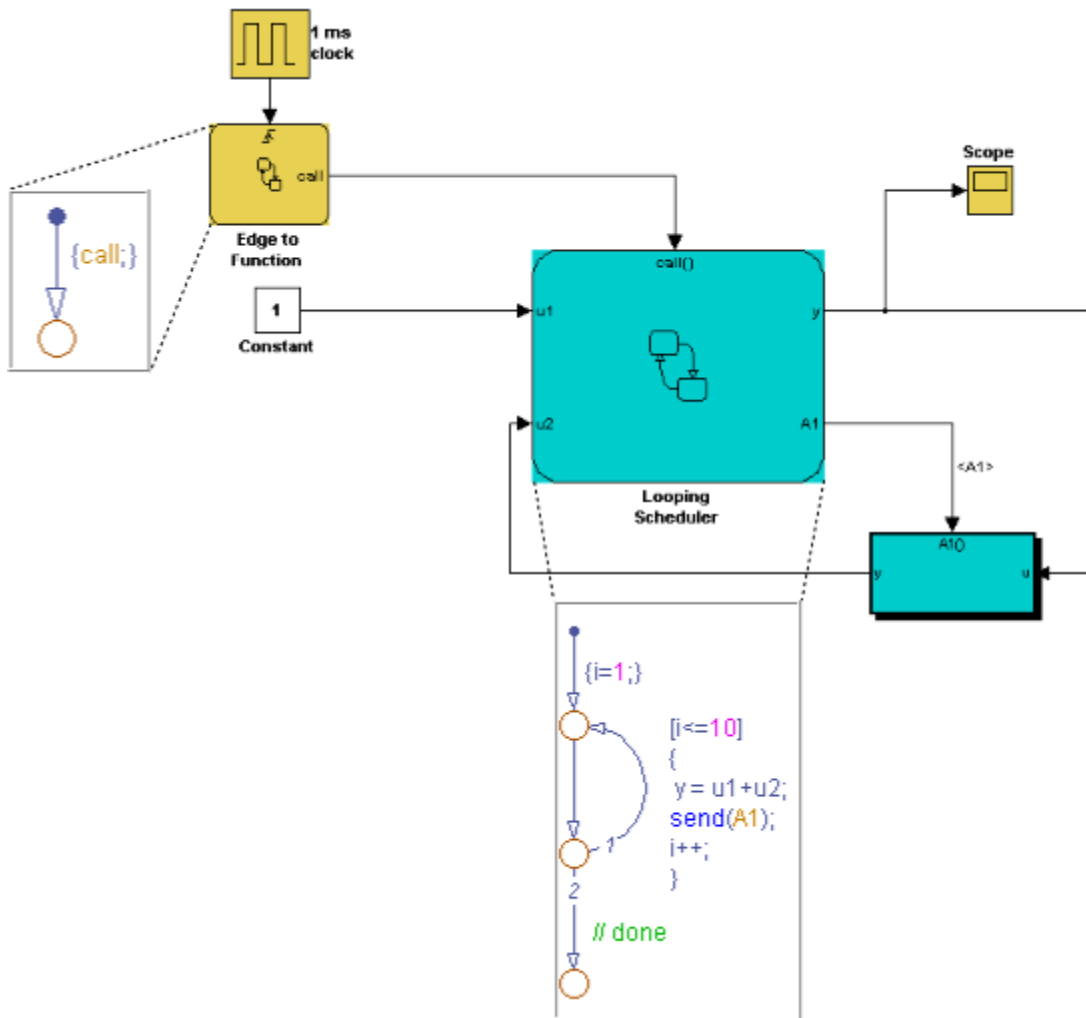 1 ms
clock
call
Edge to
Function
{call;}
Scope
call()
1
Constant
u1
y
u2
A1
<A1>
Looping
Scheduler
A1()
y
u
{i=1;}
[i<=10]
{
y = u1+u2;
send(A1);
i++;
}
1
2
// done